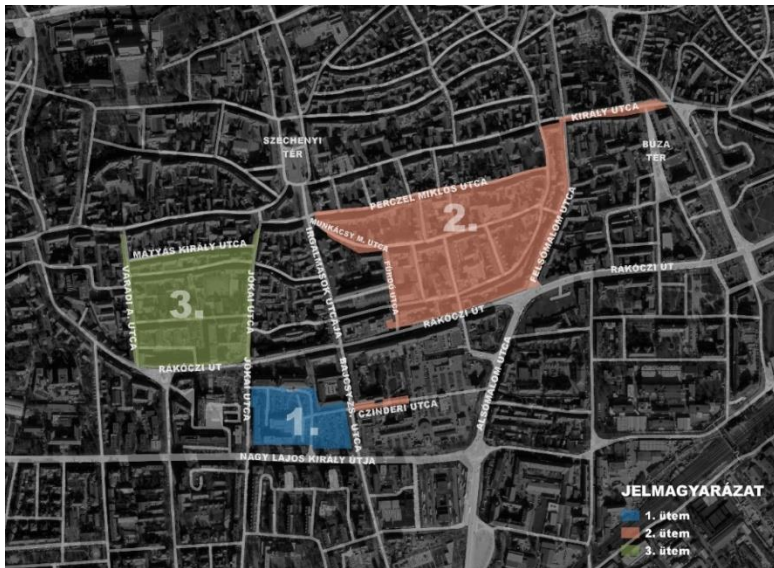 KIRÁLY UTCA
SZÉCHENYI
TÉR
BÚZA
TÉR
PERCZEL MIKLÓS UTCA
2.
MUNKÁCSY M. UTCA
IRGALMASOK UTCÁJA
FELSŐMALOM UTCA
MÁTYÁS KIRÁLY UTCA
FÜRDŐ UTCA
RÁKÓCZI ÚT
VÁRADI A. UTCA
JÓKAI UTCA
3.
RÁKÓCZI ÚT
RÁKÓCZI ÚT
ALSÓMALOM UTCA
BAJCSY-ZS. UTCA
JÓKAI UTCA
1.
CZINDERI UTCA
NAGY LAJOS KIRÁLY ÚTJA
JELMAGYARÁZAT
1. ütem
2. ütem
3. ütem